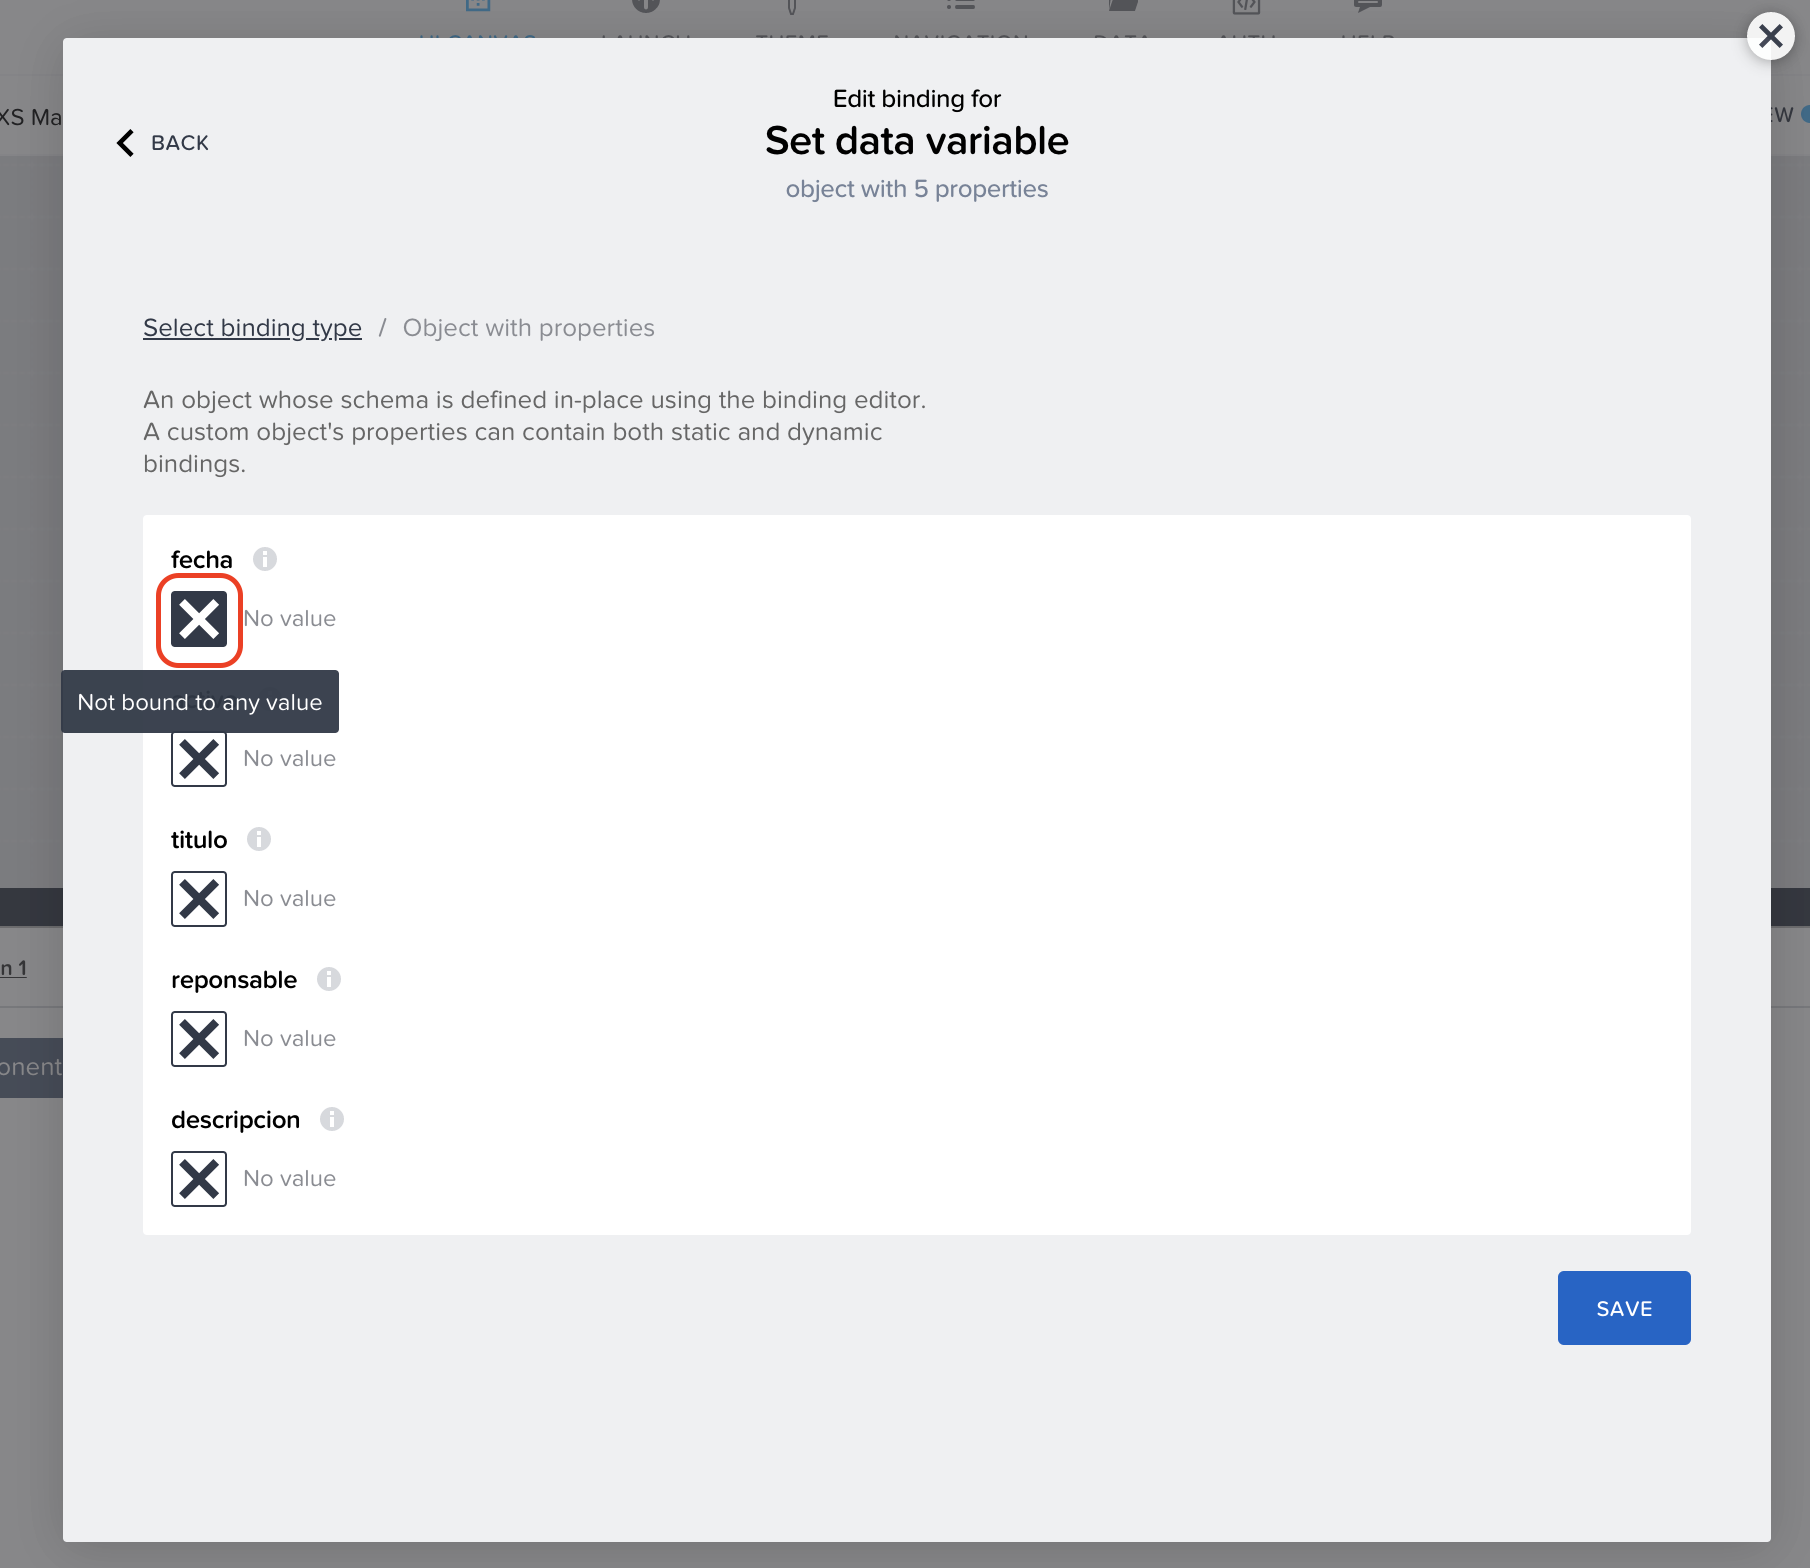 XS Ma
EW
BACK
Edit binding for
Set data variable
object with 5 properties
Select binding type / Object with properties
An object whose schema is defined in-place using the binding editor.
A custom object's properties can contain both static and dynamic
bindings.
fecha
No value
Not bound to any value
No value
titulo
No value
n 1
reponsable
No value
onent
descripcion
No value
SAVE